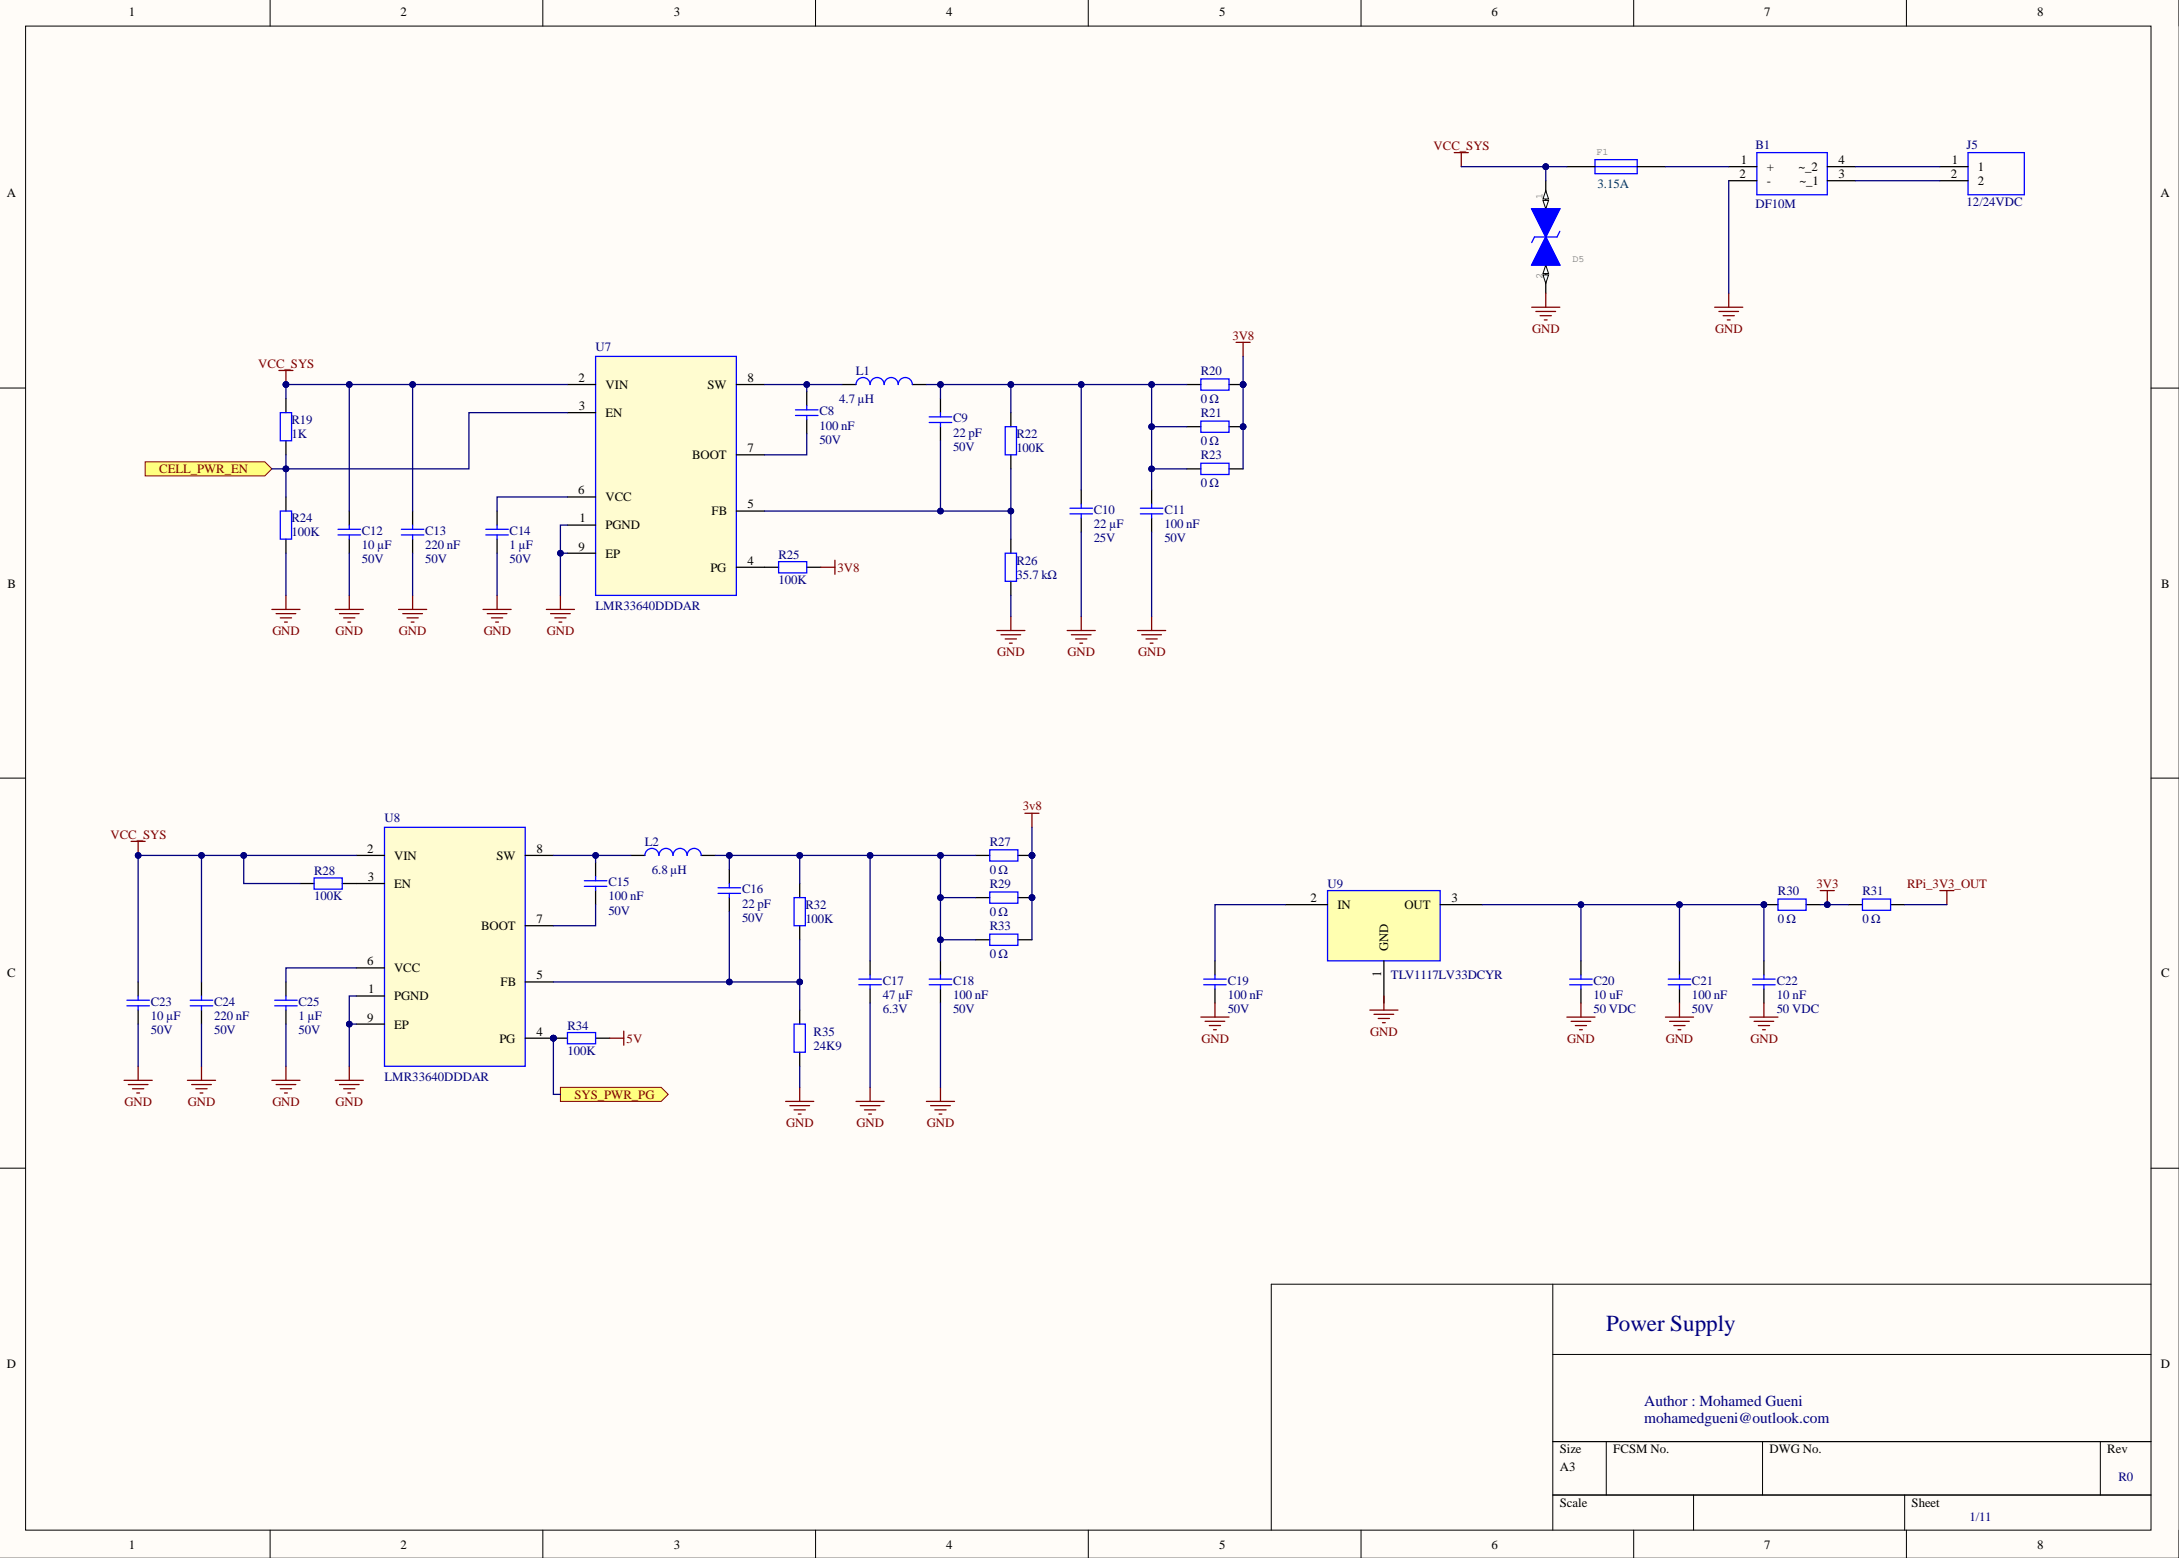 1 2 3 4 5 6 7 8
A A
B B
C C
D D
VCC_SYS
F1
3.15A
1
2
D5
GND
B1
1 + ~_2 4
2 - ~_1 3
DF10M
GND
J5
1 1
2 2
12/24VDC
VCC_SYS
R19
1K
CELL_PWR_EN
R24
100K
GND
C12
10 µF
50V
GND
C13
220 nF
50V
GND
C14
1 µF
50V
GND
GND
U7
2 VIN SW 8
3 EN
BOOT 7
6 VCC
FB 5
1 PGND
9 EP
PG 4
LMR33640DDDAR
L1
4.7 µH
C8
100 nF
50V
C9
22 pF
50V
R22
100K
R25
100K
3V8
R26
35.7 kΩ
GND
C10
22 µF
25V
GND
C11
100 nF
50V
GND
3V8
R20
0 Ω
R21
0 Ω
R23
0 Ω
VCC_SYS
C23
10 µF
50V
GND
C24
220 nF
50V
GND
R28
100K
C25
1 µF
50V
GND
GND
U8
2 VIN SW 8
3 EN
BOOT 7
6 VCC
FB 5
1 PGND
9 EP
PG 4
LMR33640DDDAR
L2
6.8 µH
C15
100 nF
50V
C16
22 pF
50V
R32
100K
R34
100K
5V
SYS_PWR_PG
R35
24K9
GND
C17
47 µF
6.3V
GND
C18
100 nF
50V
GND
3v8
R27
0 Ω
R29
0 Ω
R33
0 Ω
C19
100 nF
50V
GND
U9
2 IN OUT 3
GND
1
TLV1117LV33DCYR
GND
C20
10 uF
50 VDC
GND
C21
100 nF
50V
GND
C22
10 nF
50 VDC
GND
R30
0 Ω
3V3
R31
0 Ω
RPi_3V3_OUT
Power Supply
Author : Mohamed Gueni
mohamedgueni@outlook.com
Size
A3
FCSM No.
DWG No.
Rev
R0
Scale
Sheet
1/11
1 2 3 4 5 6 7 8